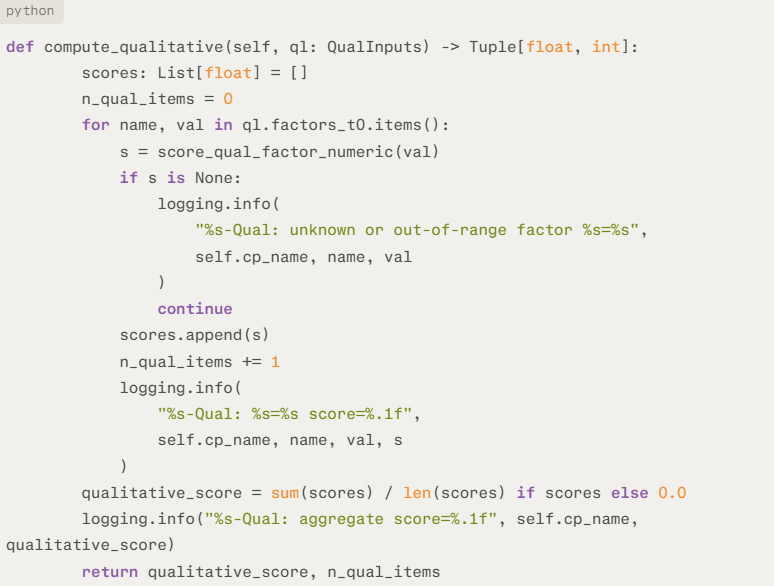 python
def compute_qualitative(self, ql: QualInputs) -> Tuple[float, int]:
        scores: List[float] = []
        n_qual_items = 0
        for name, val in ql.factors_t0.items():
            s = score_qual_factor_numeric(val)
            if s is None:
                logging.info(
                    "%s-Qual: unknown or out-of-range factor %s=%s",
                    self.cp_name, name, val
                )
                continue
            scores.append(s)
            n_qual_items += 1
            logging.info(
                "%s-Qual: %s=%s score=%.1f",
                self.cp_name, name, val, s
            )
        qualitative_score = sum(scores) / len(scores) if scores else 0.0
        logging.info("%s-Qual: aggregate score=%.1f", self.cp_name,
qualitative_score)
        return qualitative_score, n_qual_items